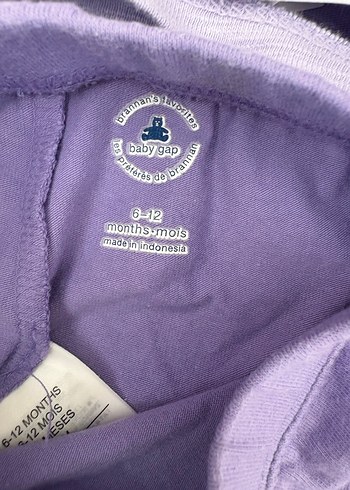 brannan's favorites
baby gap
les préférés de brannan
6-12
months • mois
made in indonesia
6-12 MONTHS
6-12 MOIS
MESES